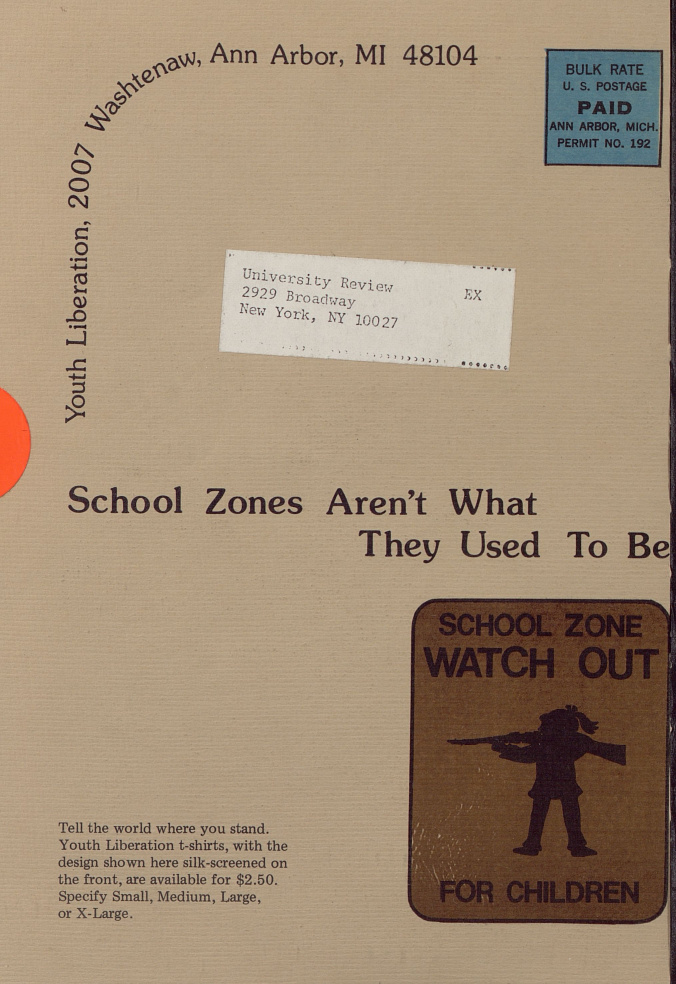 Youth Liberation, 2007 Washtenaw, Ann Arbor, MI 48104
BULK RATE
U. S. POSTAGE
PAID
ANN ARBOR, MICH.
PERMIT NO. 192
University Review EX
2929 Broadway
New York, NY 10027
School Zones Aren't What
They Used To Be
SCHOOL ZONE
WATCH OUT
FOR CHILDREN
Tell the world where you stand.
Youth Liberation t-shirts, with the
design shown here silk-screened on
the front, are available for $2.50.
Specify Small, Medium, Large,
or X-Large.